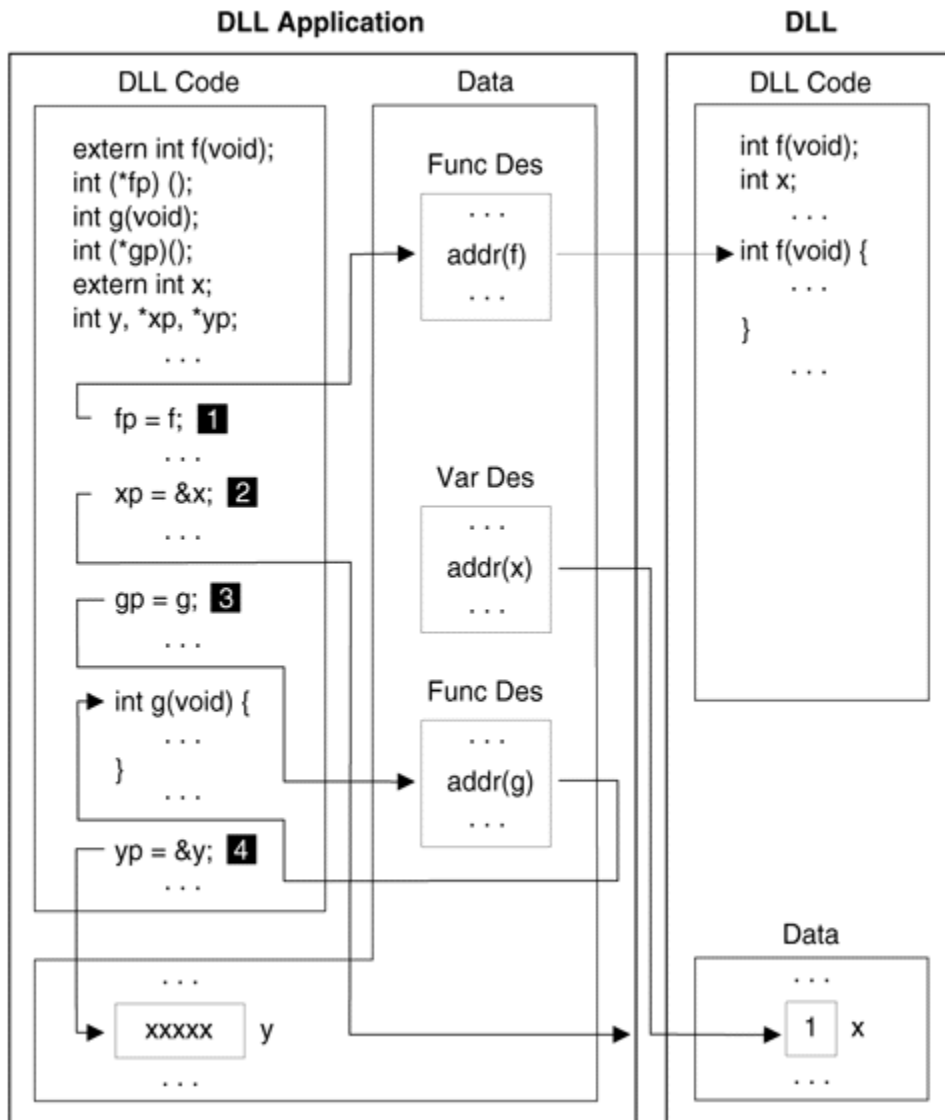 DLL Application
DLL Code
extern int f(void);
int (*fp) ();
int g(void);
int (*gp)();
extern int x;
int y, *xp, *yp;
. . .
fp = f; 1
. . .
xp = &x; 2
. . .
gp = g; 3
. . .
int g(void) {
. . .
}
. . .
yp = &y; 4
. . .
Data
Func Des
. . .
addr(f)
. . .
Var Des
. . .
addr(x)
. . .
Func Des
. . .
addr(g)
. . .
. . .
xxxxx y
. . .
DLL
DLL Code
int f(void);
int x;
. . .
int f(void) {
. . .
}
. . .
Data
. . .
1 x
. . .